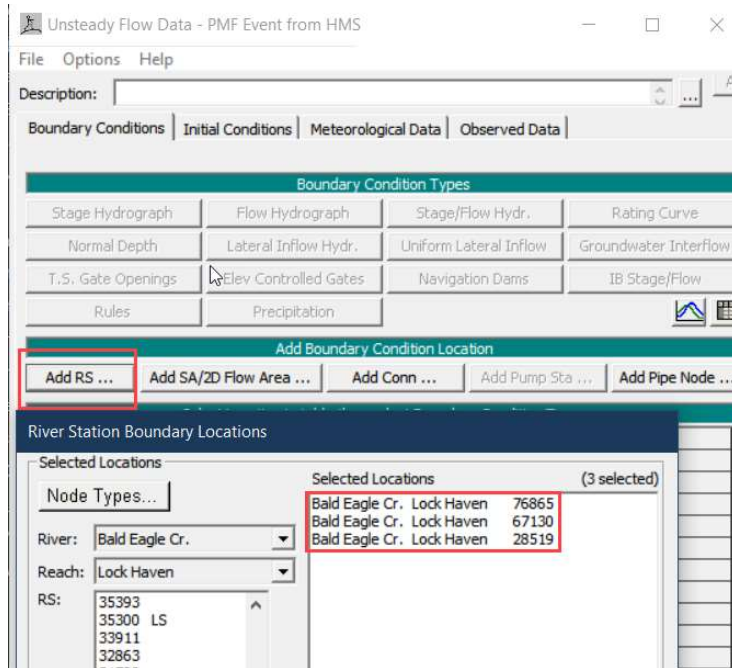 Unsteady Flow Data - PMF Event from HMS
File Options Help
Description:
...
Boundary Conditions Initial Conditions Meteorological Data Observed Data
Boundary Condition Types
Stage Hydrograph Flow Hydrograph Stage/Flow Hydr. Rating Curve
Normal Depth Lateral Inflow Hydr. Uniform Lateral Inflow Groundwater Interflow
T.S. Gate Openings Elev Controlled Gates Navigation Dams IB Stage/Flow
Rules Precipitation
Add Boundary Condition Location
Add RS ... Add SA/2D Flow Area ... Add Conn ... Add Pump Sta ... Add Pipe Node ...
River Station Boundary Locations
Selected Locations
Node Types...
River: Bald Eagle Cr.
Reach: Lock Haven
RS: 35393
35300 LS
33911
32863
Selected Locations (3 selected)
Bald Eagle Cr. Lock Haven 76865
Bald Eagle Cr. Lock Haven 67130
Bald Eagle Cr. Lock Haven 28519